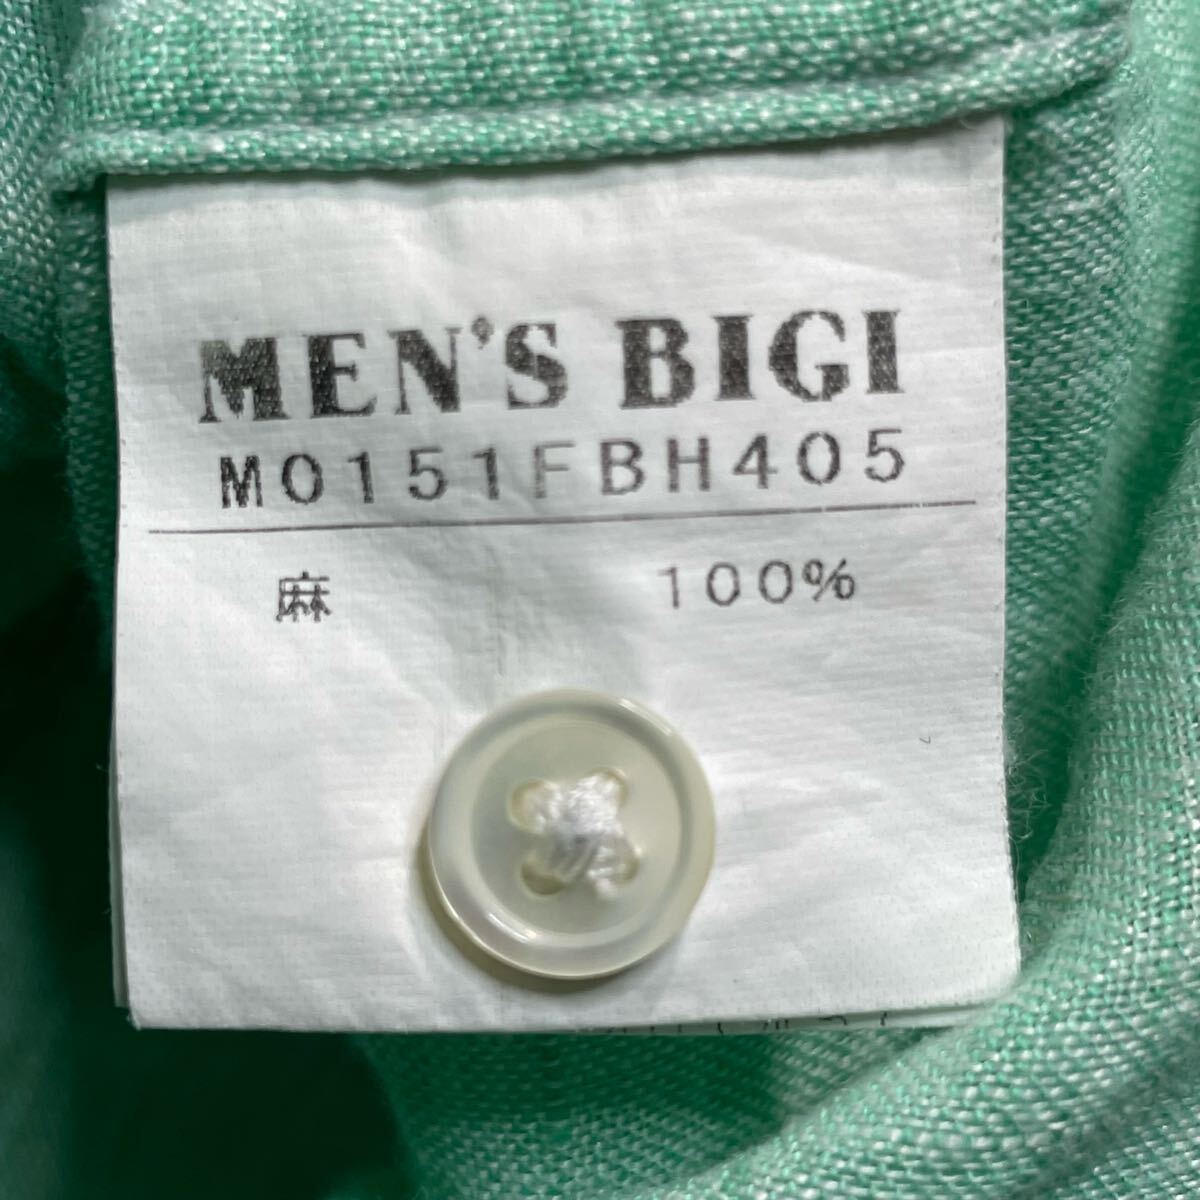 MEN'S BIGI
M0151FBH405
麻 100%